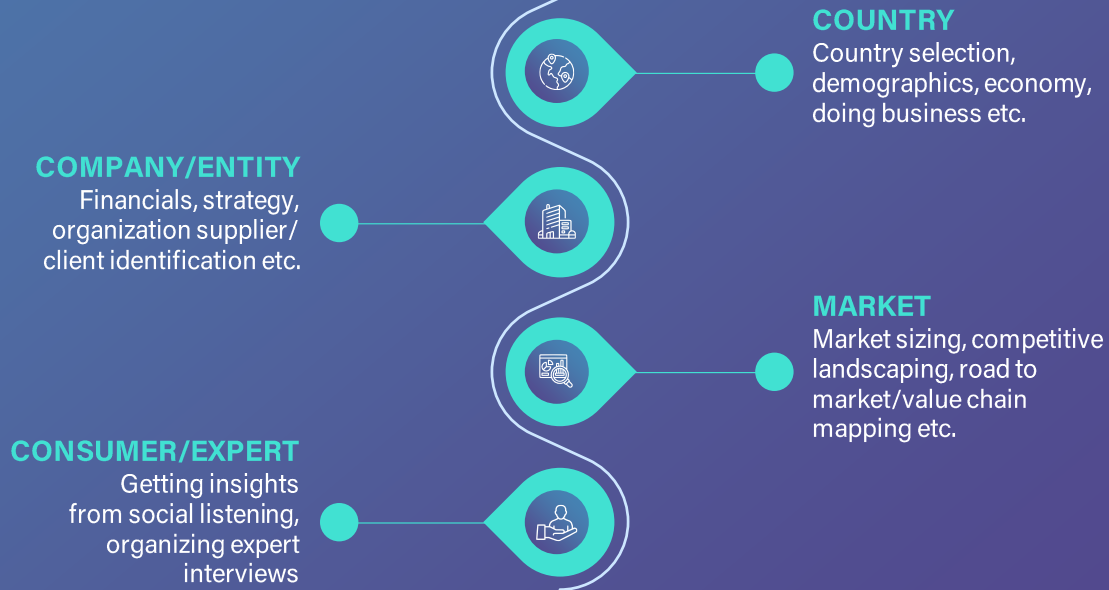 COUNTRY
Country selection,
demographics, economy,
doing business etc.
COMPANY/ENTITY
Financials, strategy,
organization supplier/
client identification etc.
MARKET
Market sizing, competitive
landscaping, road to
market/value chain
mapping etc.
CONSUMER/EXPERT
Getting insights
from social listening,
organizing expert
interviews